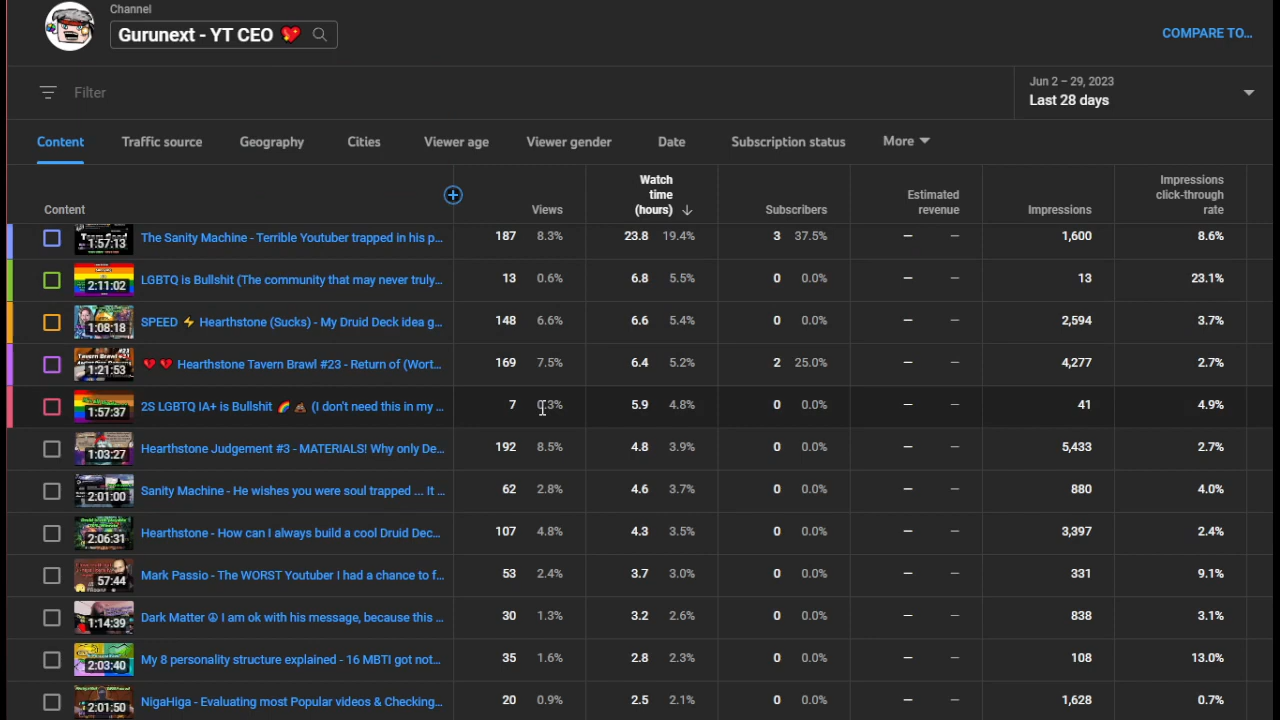 Channel
Gurunext - YT CEO 💖
COMPARE TO...
Filter
Jun 2 – 29, 2023
Last 28 days
Content Traffic source Geography Cities Viewer age Viewer gender Date Subscription status More
Content Views Watch time (hours) ↓ Subscribers Estimated revenue Impressions Impressions click-through rate
1:57:13 The Sanity Machine - Terrible Youtuber trapped in his p... 187 8.3% 23.8 19.4% 3 37.5% — — 1,600 8.6%
2:11:02 LGBTQ is Bullshit (The community that may never truly... 13 0.6% 6.8 5.5% 0 0.0% — — 13 23.1%
1:08:18 SPEED ⚡ Hearthstone (Sucks) - My Druid Deck idea g... 148 6.6% 6.6 5.4% 0 0.0% — — 2,594 3.7%
1:21:53 💔 💔 Hearthstone Tavern Brawl #23 - Return of (Wort... 169 7.5% 6.4 5.2% 2 25.0% — — 4,277 2.7%
1:57:37 2S LGBTQ IA+ is Bullshit 🌈 💩 (I don't need this in my ... 7 0.3% 5.9 4.8% 0 0.0% — — 41 4.9%
1:03:27 Hearthstone Judgement #3 - MATERIALS! Why only De... 192 8.5% 4.8 3.9% 0 0.0% — — 5,433 2.7%
2:01:00 Sanity Machine - He wishes you were soul trapped ... It ... 62 2.8% 4.6 3.7% 0 0.0% — — 880 4.0%
2:06:31 Hearthstone - How can I always build a cool Druid Dec... 107 4.8% 4.3 3.5% 0 0.0% — — 3,397 2.4%
57:44 Mark Passio - The WORST Youtuber I had a chance to f... 53 2.4% 3.7 3.0% 0 0.0% — — 331 9.1%
1:14:39 Dark Matter ☮ I am ok with his message, because this ... 30 1.3% 3.2 2.6% 0 0.0% — — 838 3.1%
2:03:40 My 8 personality structure explained - 16 MBTI got not... 35 1.6% 2.8 2.3% 0 0.0% — — 108 13.0%
2:01:50 NigaHiga - Evaluating most Popular videos & Checking... 20 0.9% 2.5 2.1% 0 0.0% — — 1,628 0.7%